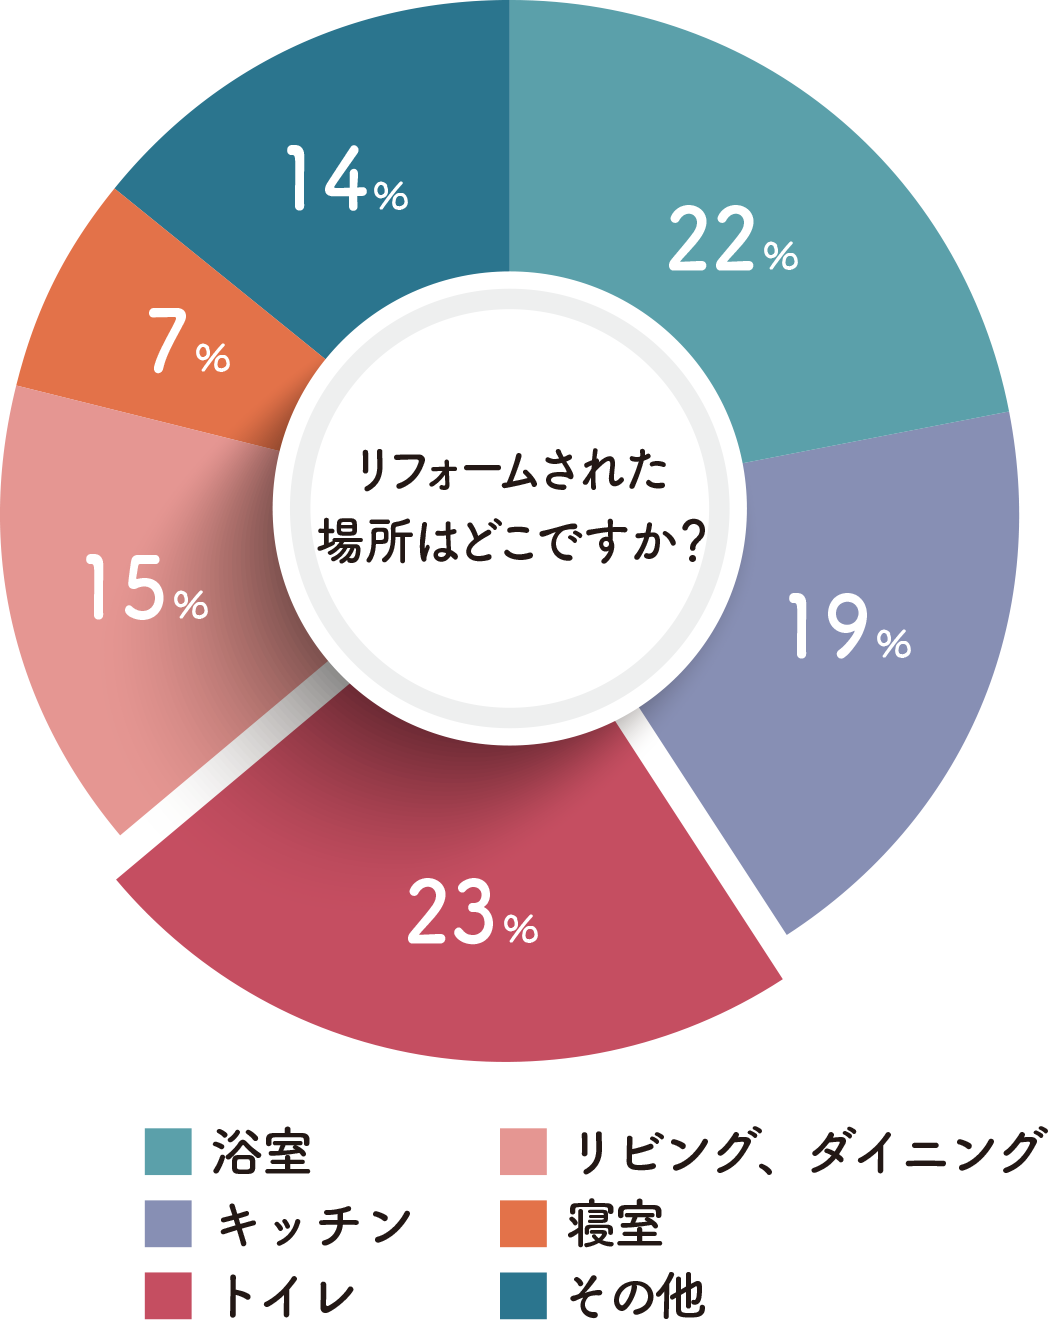 14%
22%
7%
リフォームされた
場所はどこですか?
15%
19%
23%
浴室
キッチン
トイレ
リビング、ダイニング
寝室
その他